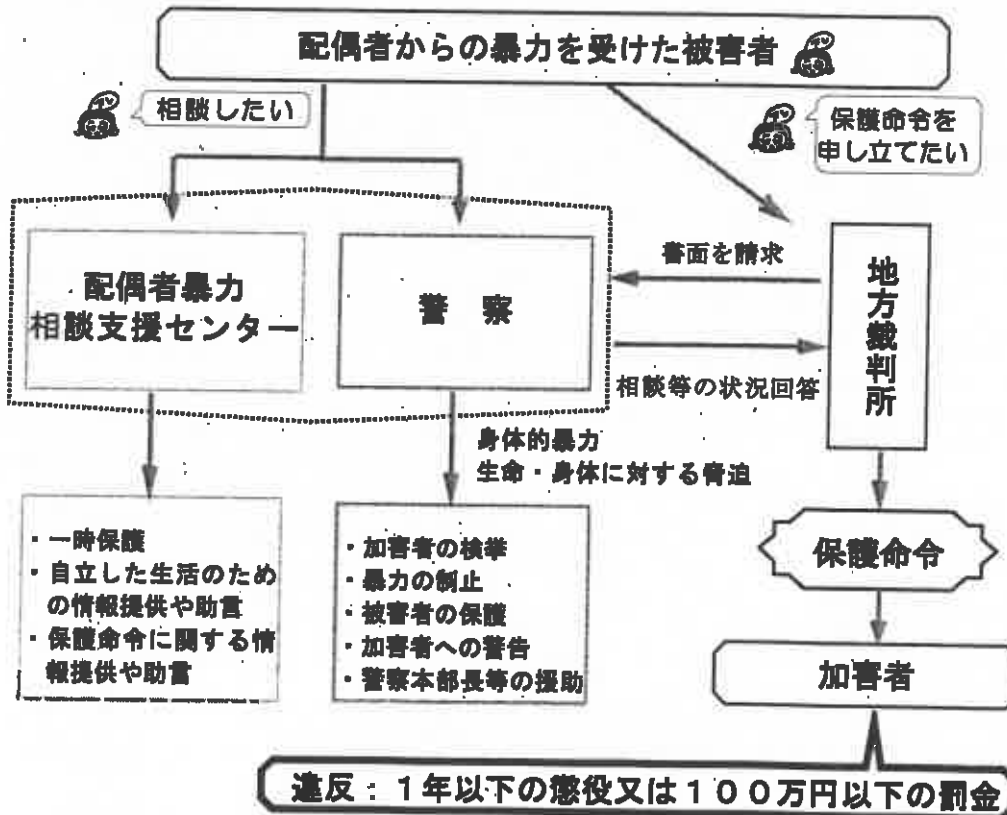 配偶者からの暴力を受けた被害者
相談したい
保護命令を
申し立てたい
配偶者暴力
相談支援センター
警察
書面を請求
相談等の状況回答
地方裁判所
身体的暴力
生命・身体に対する脅迫
・一時保護
・自立した生活のため
の情報提供や助言
・保護命令に関する情
報提供や助言
・加害者の検挙
・暴力の制止
・被害者の保護
・加害者への警告
・警察本部長等の援助
保護命令
加害者
違反：１年以下の懲役又は１００万円以下の罰金